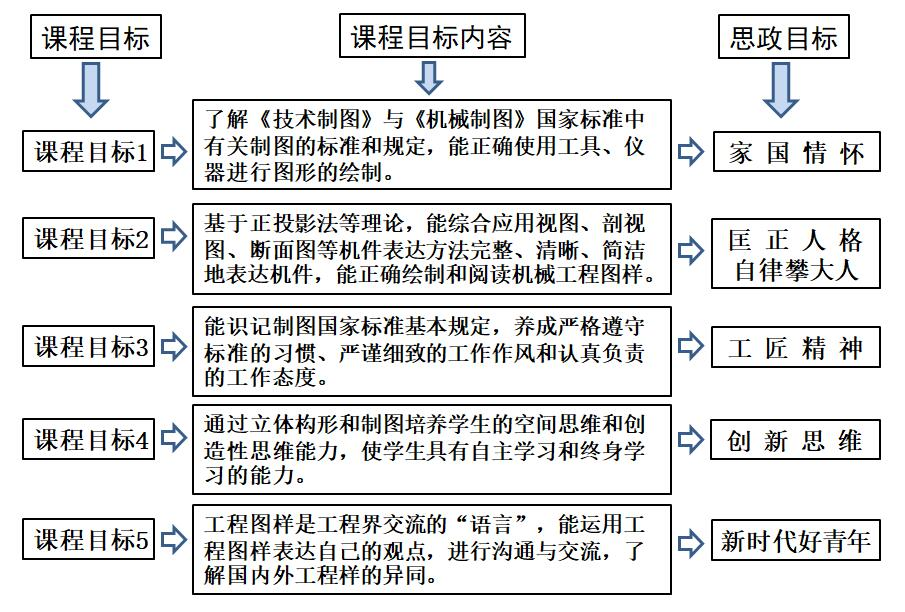 课程目标
课程目标内容
思政目标
课程目标1
了解《技术制图》与《机械制图》国家标准中
有关制图的标准和规定，能正确使用工具、仪
器进行图形的绘制。
家国情怀
课程目标2
基于正投影法等理论，能综合应用视图、剖视
图、断面图等机件表达方法完整、清晰、简洁
地表达机件，能正确绘制和阅读机械工程图样。
匡正人格
自律攀大人
课程目标3
能识记制图国家标准基本规定，养成严格遵守
标准的习惯、严谨细致的工作作风和认真负责
的工作态度。
工匠精神
课程目标4
通过立体构形和制图培养学生的空间思维和创
造性思维能力，使学生具有自主学习和终身学
习的能力。
创新思维
课程目标5
工程图样是工程界交流的“语言”，能运用工
程图样表达自己的观点，进行沟通与交流，了
解国内外工程样的异同。
新时代好青年